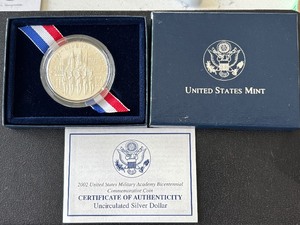 UNITED STATES MINT
2002 United States Military Academy Bicentennial
Commemorative Coin
CERTIFICATE OF AUTHENTICITY
Uncirculated Silver Dollar